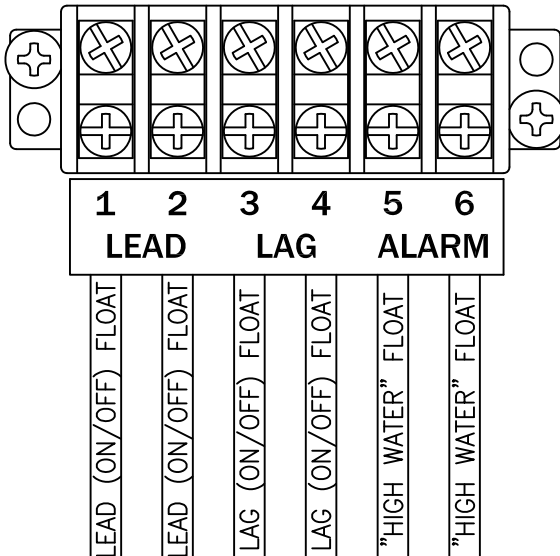 1 2 3 4 5 6
LEAD LAG ALARM
LEAD (ON/OFF) FLOAT
LEAD (ON/OFF) FLOAT
LAG (ON/OFF) FLOAT
LAG (ON/OFF) FLOAT
”HIGH WATER” FLOAT
”HIGH WATER” FLOAT